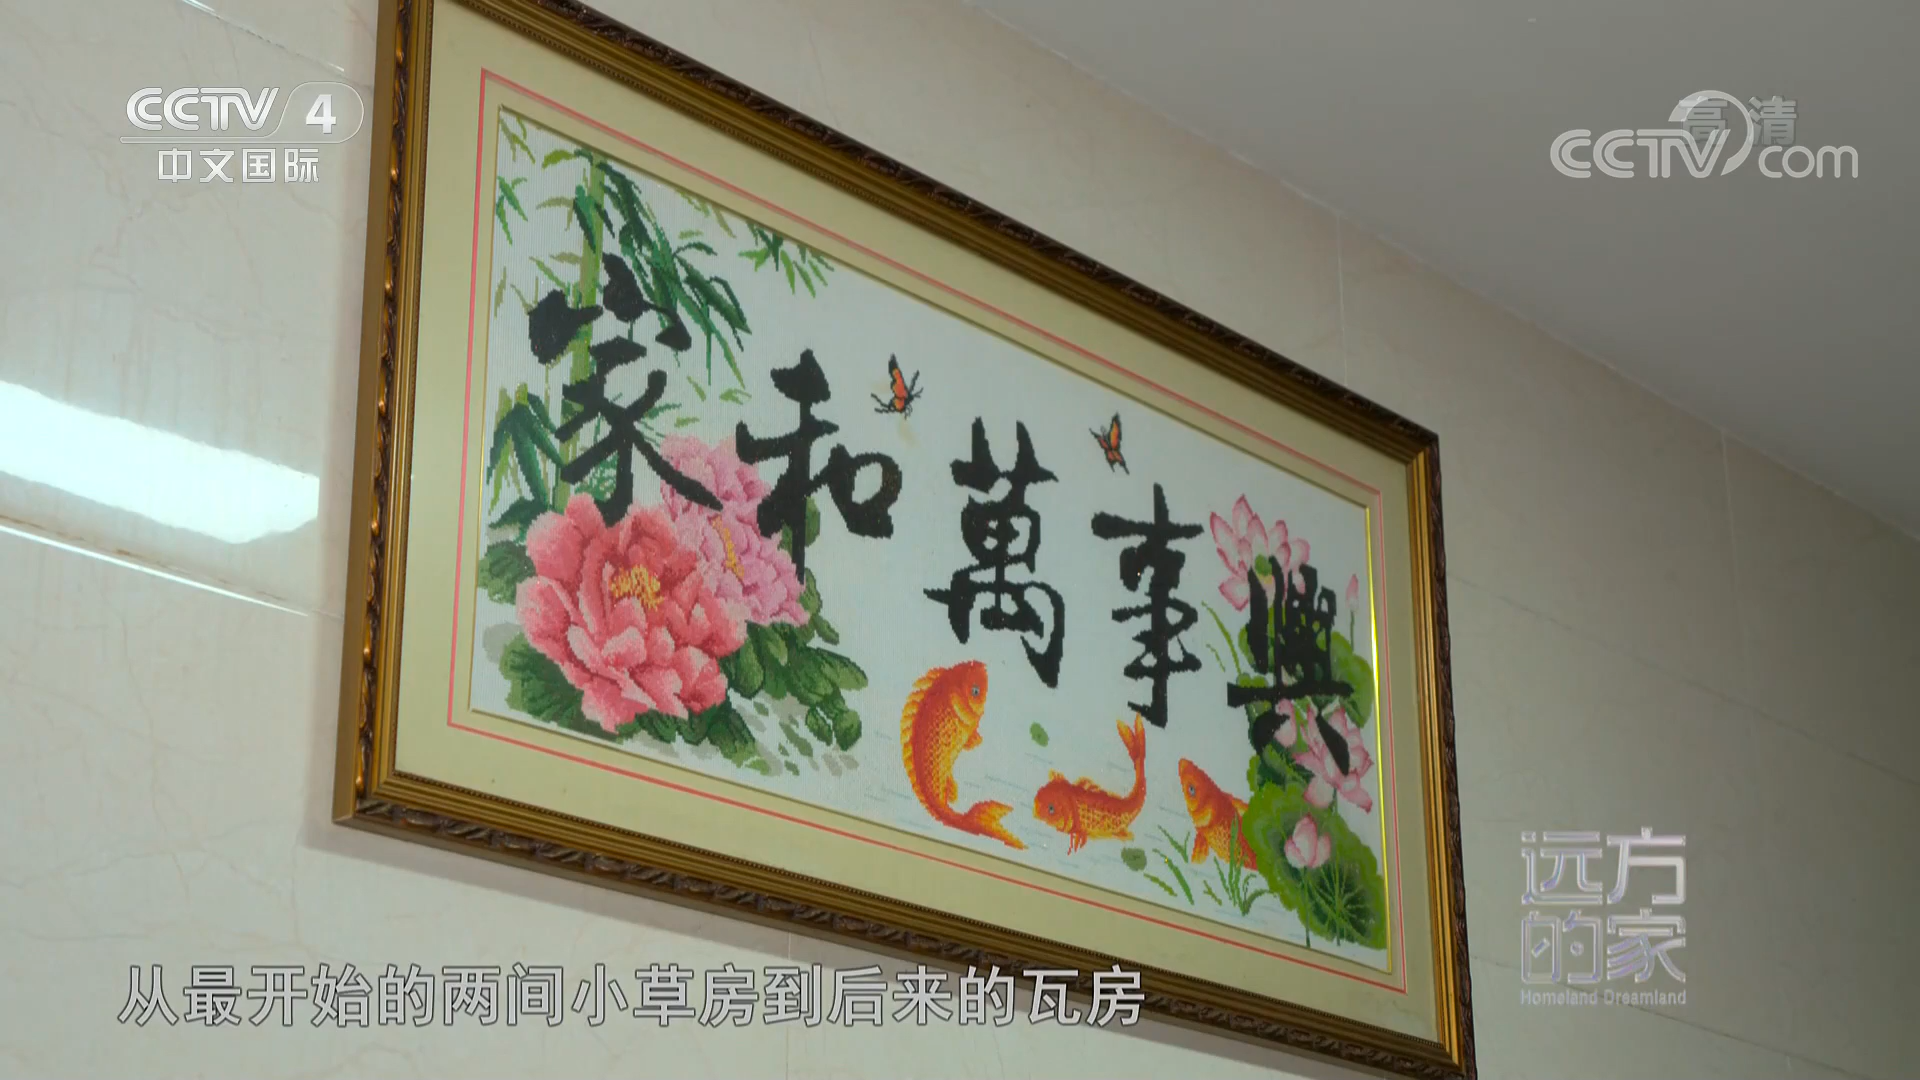 CCTV 4
中文国际
高清
CCTV.com
家和萬事興
远方
的家
Homeland Dreamland
从最开始的两间小草房到后来的瓦房